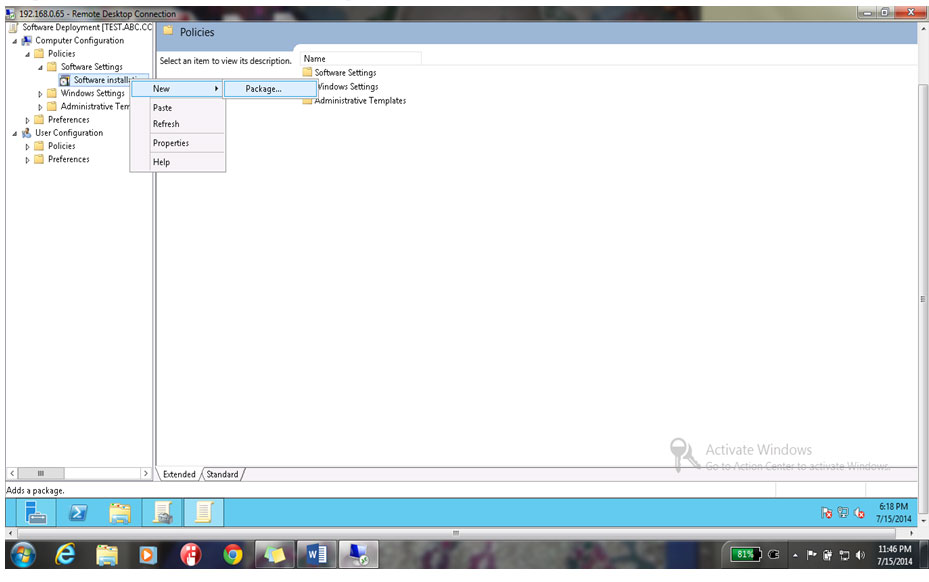 192.168.0.65 - Remote Desktop Connection
Software Deployment [TEST.ABC.CC
Computer Configuration
Policies
Software Settings
Software installati
Windows Settings
Administrative Tem
Preferences
User Configuration
Policies
Preferences
New
Package...
Paste
Refresh
Properties
Help
Policies
Select an item to view its description.
Name
Software Settings
Windows Settings
Administrative Templates
Activate Windows
Go to Action Center to activate Windows.
Extended
Standard
Adds a package.
6:18 PM
7/15/2014
81%
11:46 PM
7/15/2014